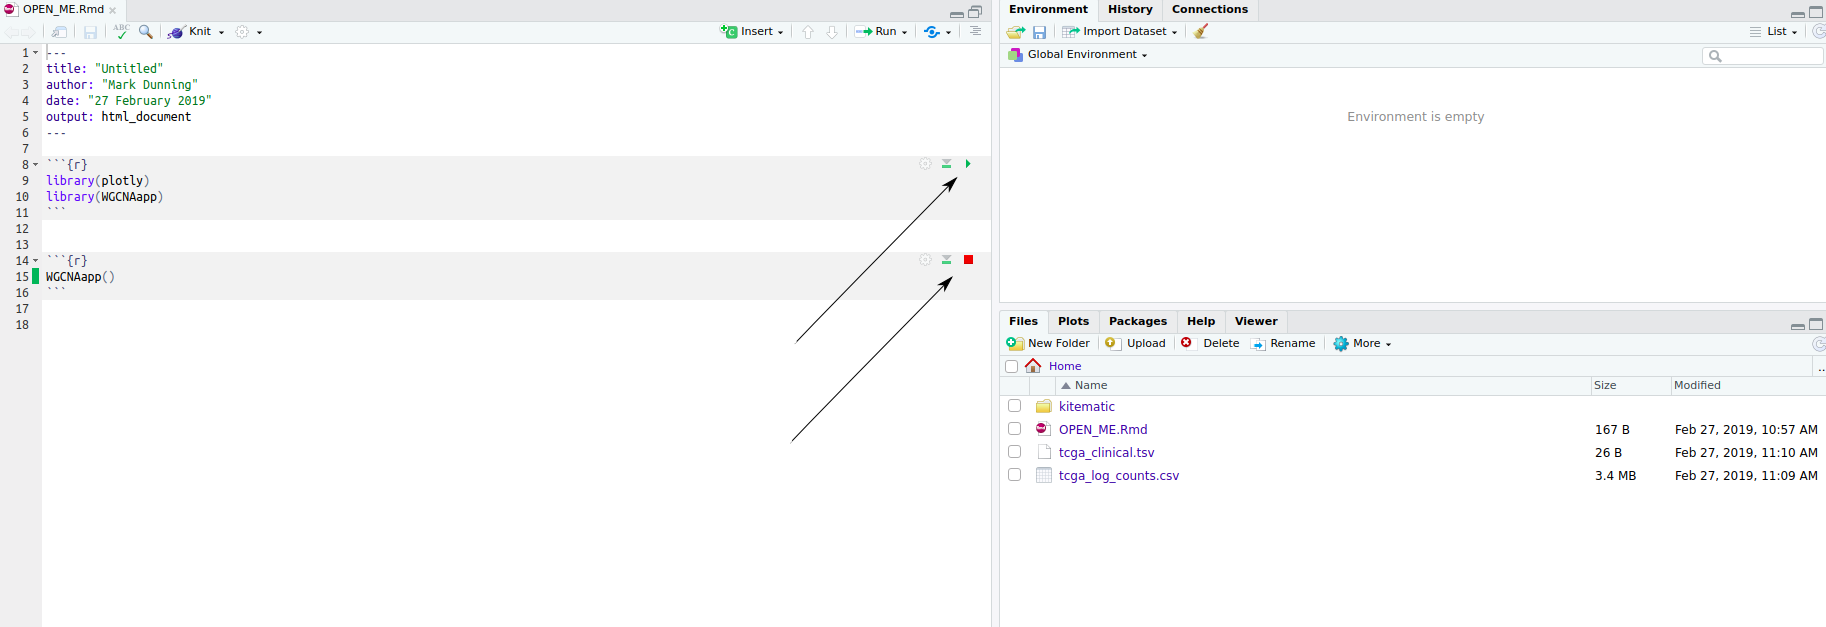 OPEN_ME.Rmd
ABC Knit Insert Run
1 ---
2 title: "Untitled"
3 author: "Mark Dunning"
4 date: "27 February 2019"
5 output: html_document
6 ---
7
8 ```{r}
9 library(plotly)
10 library(WGCNAapp)
11 ```
12
13
14 ```{r}
15 WGCNAapp()
16 ```
17
18
Environment History Connections
Import Dataset List
Global Environment
Environment is empty
Files Plots Packages Help Viewer
New Folder Upload Delete Rename More
Home ..
Name Size Modified
kitematic
OPEN_ME.Rmd 167 B Feb 27, 2019, 10:57 AM
tcga_clinical.tsv 26 B Feb 27, 2019, 11:10 AM
tcga_log_counts.csv 3.4 MB Feb 27, 2019, 11:09 AM